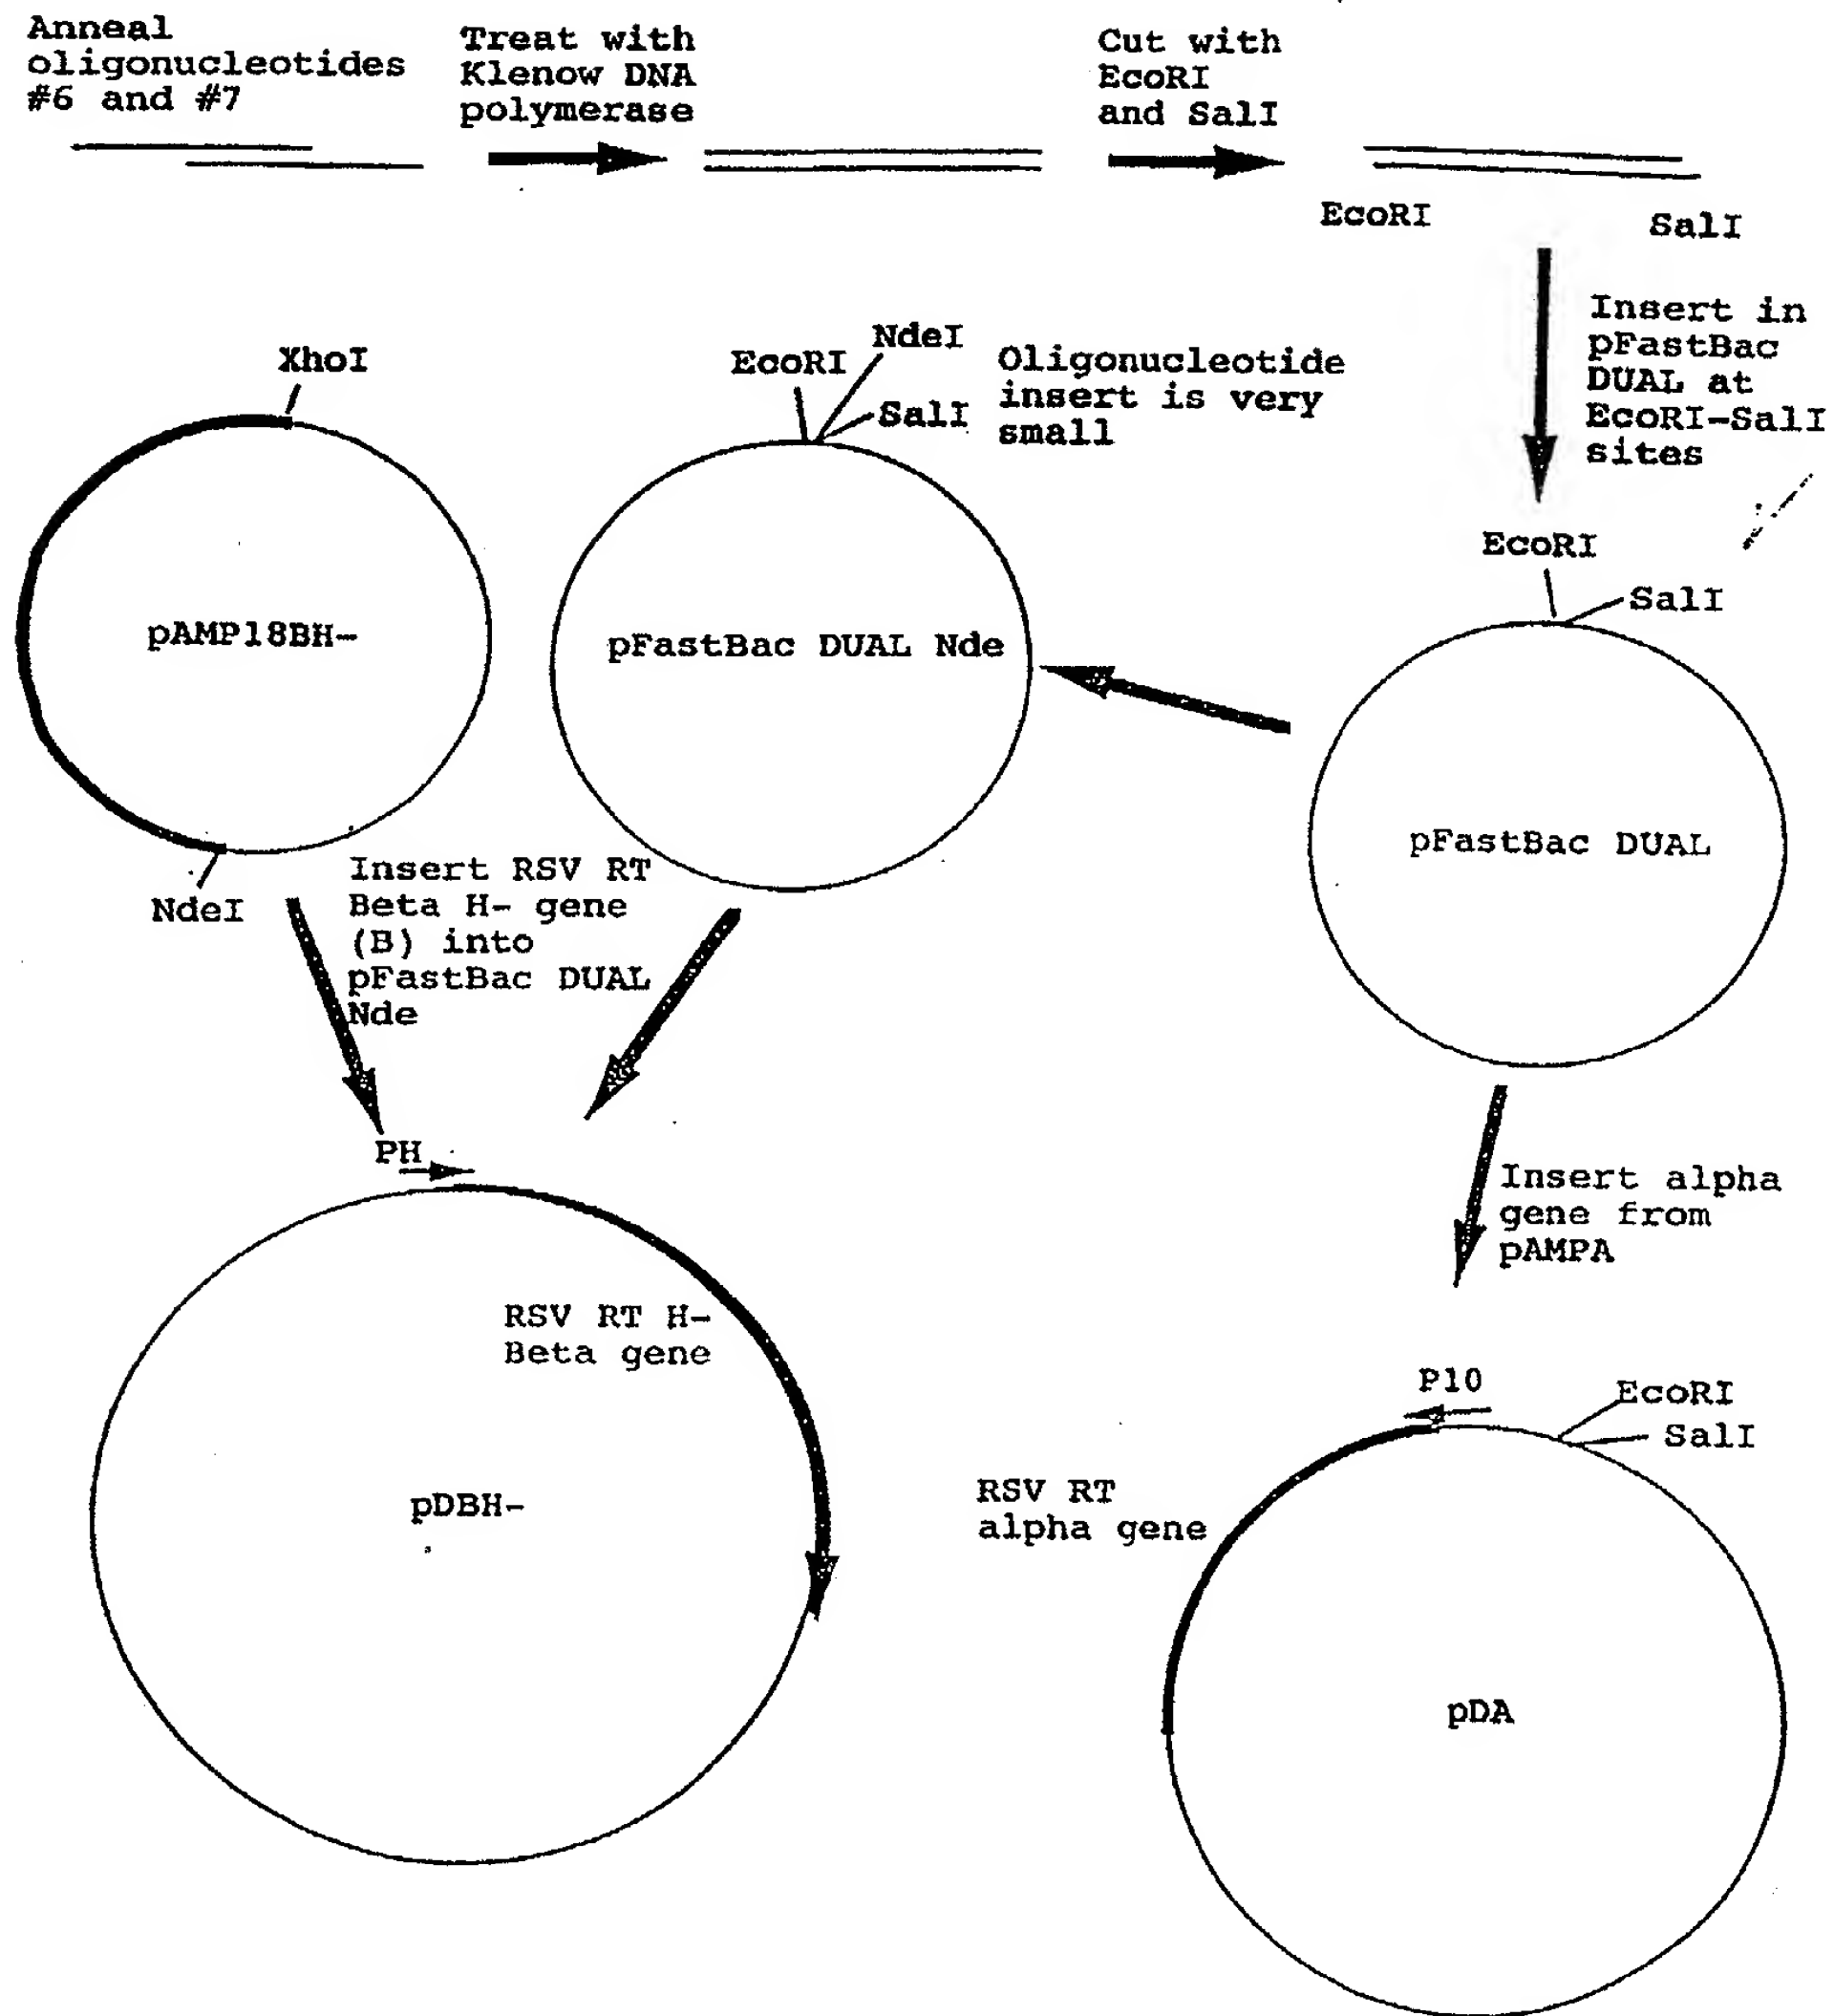 Anneal
oligonucleotides
#6 and #7
Treat with
Klenow DNA
polymerase
Cut with
EcoRI
and SalI
EcoRI
SalI
Insert in
pFastBac
DUAL at
EcoRI-SalI
sites
XhoI
pAMP18BH-
NdeI
EcoRI
NdeI
SalI
Oligonucleotide
insert is very
small
pFastBac DUAL Nde
EcoRI
SalI
pFastBac DUAL
Insert RSV RT
Beta H- gene
(B) into
pFastBac DUAL
Nde
PH
RSV RT H-
Beta gene
pDBH-
Insert alpha
gene from
pAMPA
P10
EcoRI
SalI
RSV RT
alpha gene
pDA